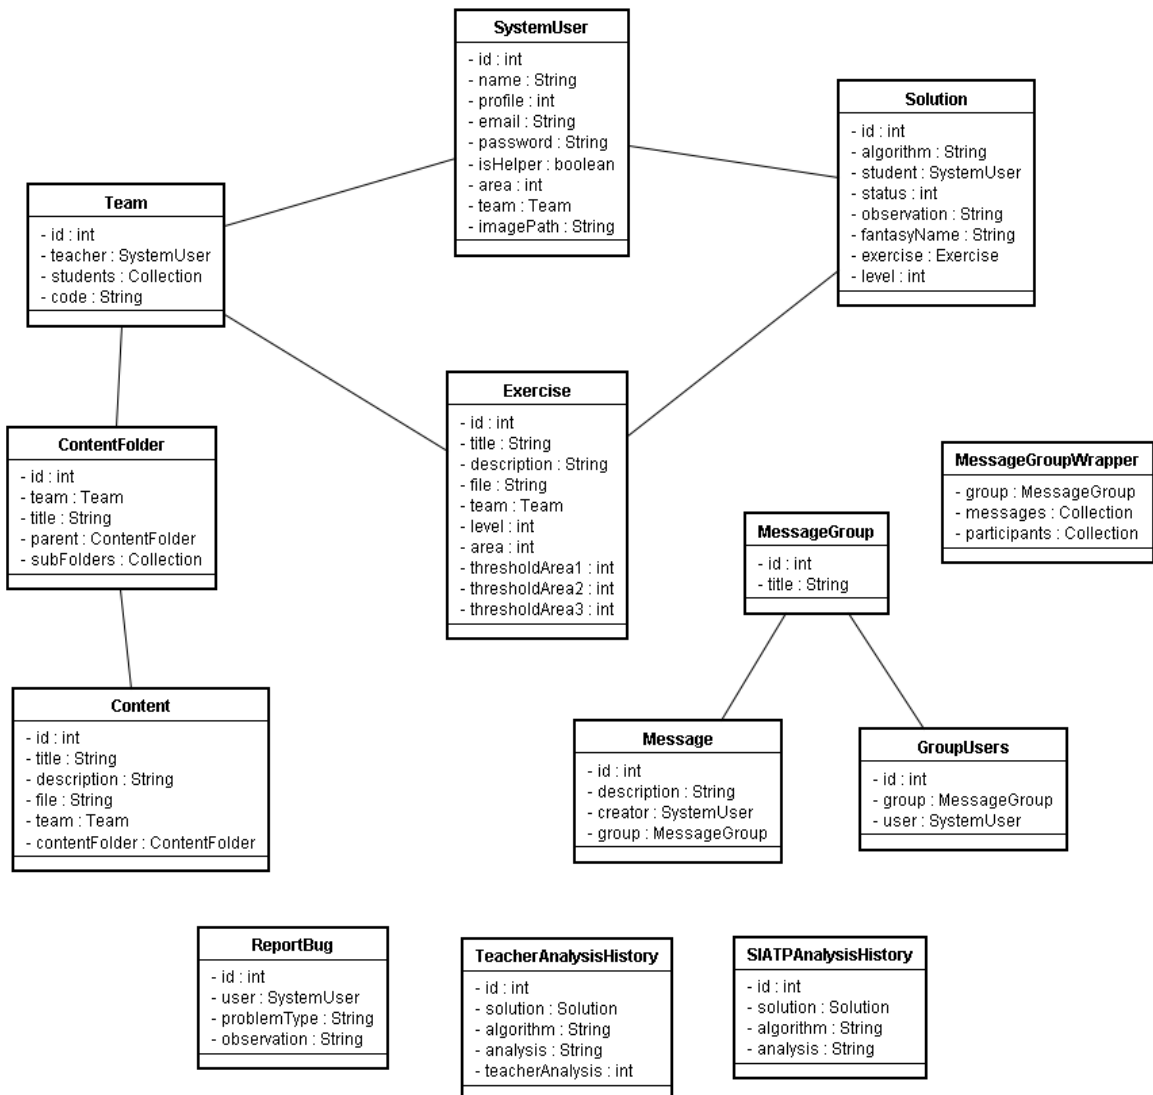 SystemUser
- id : int
- name : String
- profile : int
- email : String
- password : String
- isHelper : boolean
- area : int
- team : Team
- imagePath : String
Solution
- id : int
- algorithm : String
- student : SystemUser
- status : int
- observation : String
- fantasyName : String
- exercise : Exercise
- level : int
Team
- id : int
- teacher : SystemUser
- students : Collection
- code : String
Exercise
- id : int
- title : String
- description : String
- file : String
- team : Team
- level : int
- area : int
- thresholdArea1 : int
- thresholdArea2 : int
- thresholdArea3 : int
ContentFolder
- id : int
- team : Team
- title : String
- parent : ContentFolder
- subFolders : Collection
MessageGroupWrapper
- group : MessageGroup
- messages : Collection
- participants : Collection
MessageGroup
- id : int
- title : String
Content
- id : int
- title : String
- description : String
- file : String
- team : Team
- contentFolder : ContentFolder
Message
- id : int
- description : String
- creator : SystemUser
- group : MessageGroup
GroupUsers
- id : int
- group : MessageGroup
- user : SystemUser
ReportBug
- id : int
- user : SystemUser
- problemType : String
- observation : String
TeacherAnalysisHistory
- id : int
- solution : Solution
- algorithm : String
- analysis : String
- teacherAnalysis : int
SIATPAnalysisHistory
- id : int
- solution : Solution
- algorithm : String
- analysis : String